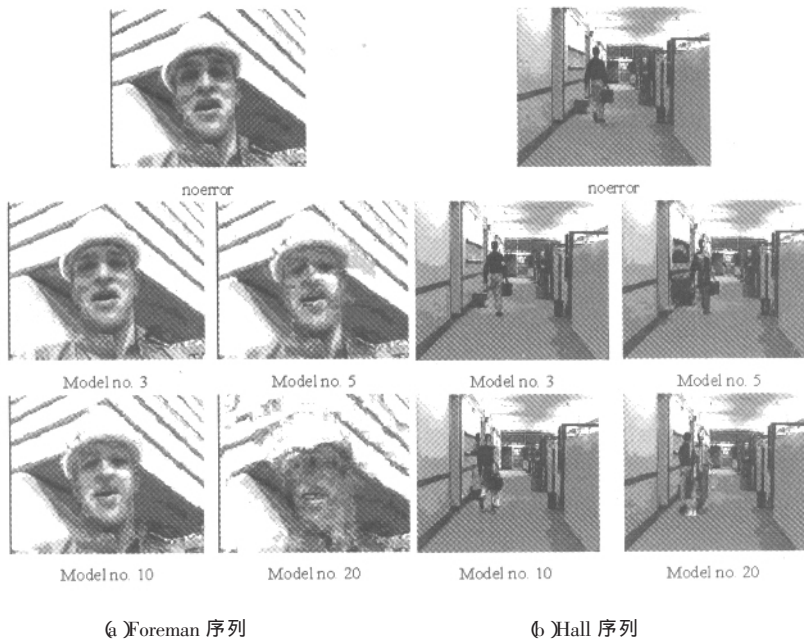 noerror
noerror
Model no. 3
Model no. 5
Model no. 3
Model no. 5
Model no. 10
Model no. 20
Model no. 10
Model no. 20
(a)Foreman 序列
(b)Hall 序列